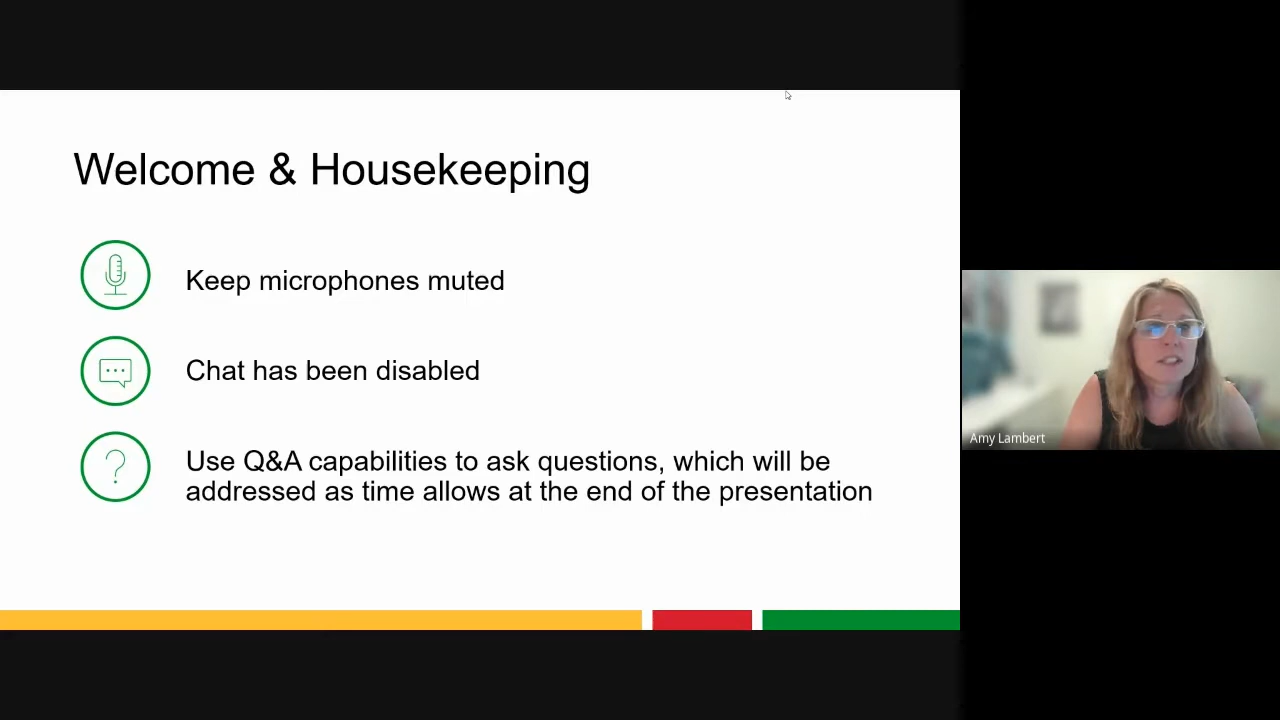 Welcome & Housekeeping
Keep microphones muted
Chat has been disabled
Use Q&A capabilities to ask questions, which will be
addressed as time allows at the end of the presentation
Amy Lambert